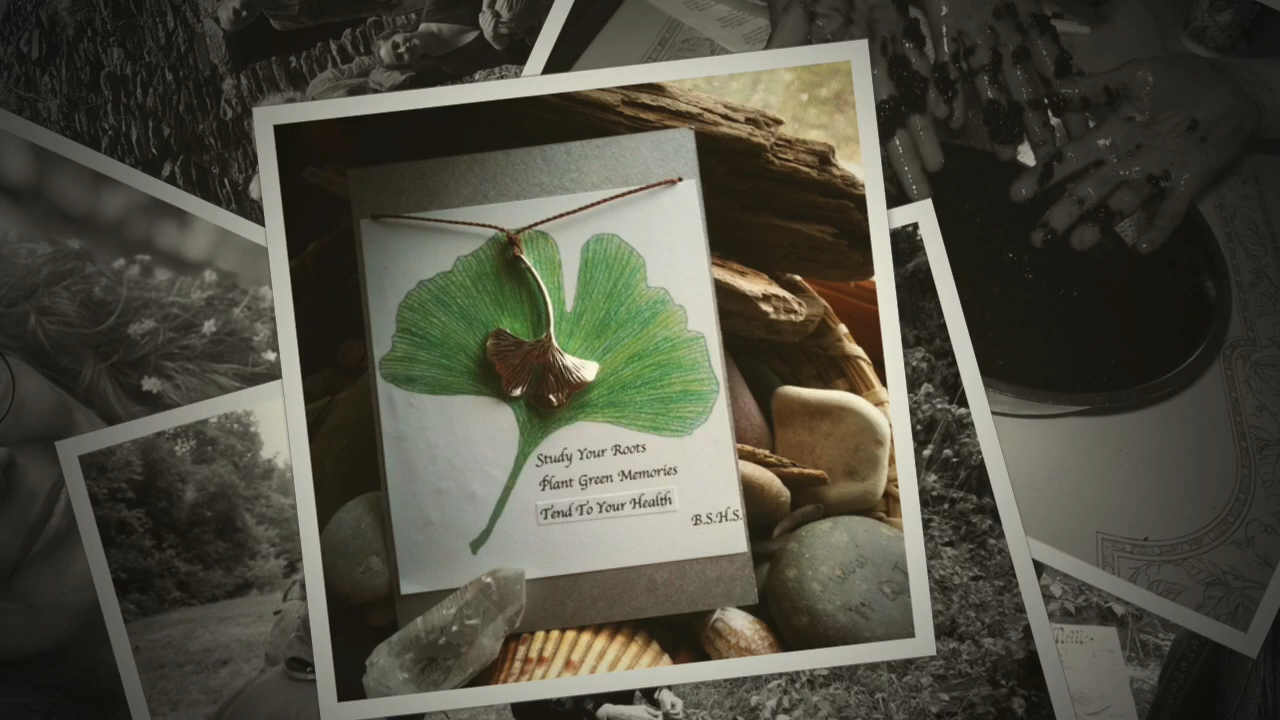 Study Your Roots
Plant Green Memories
Tend To Your Health
B.S.H.S.